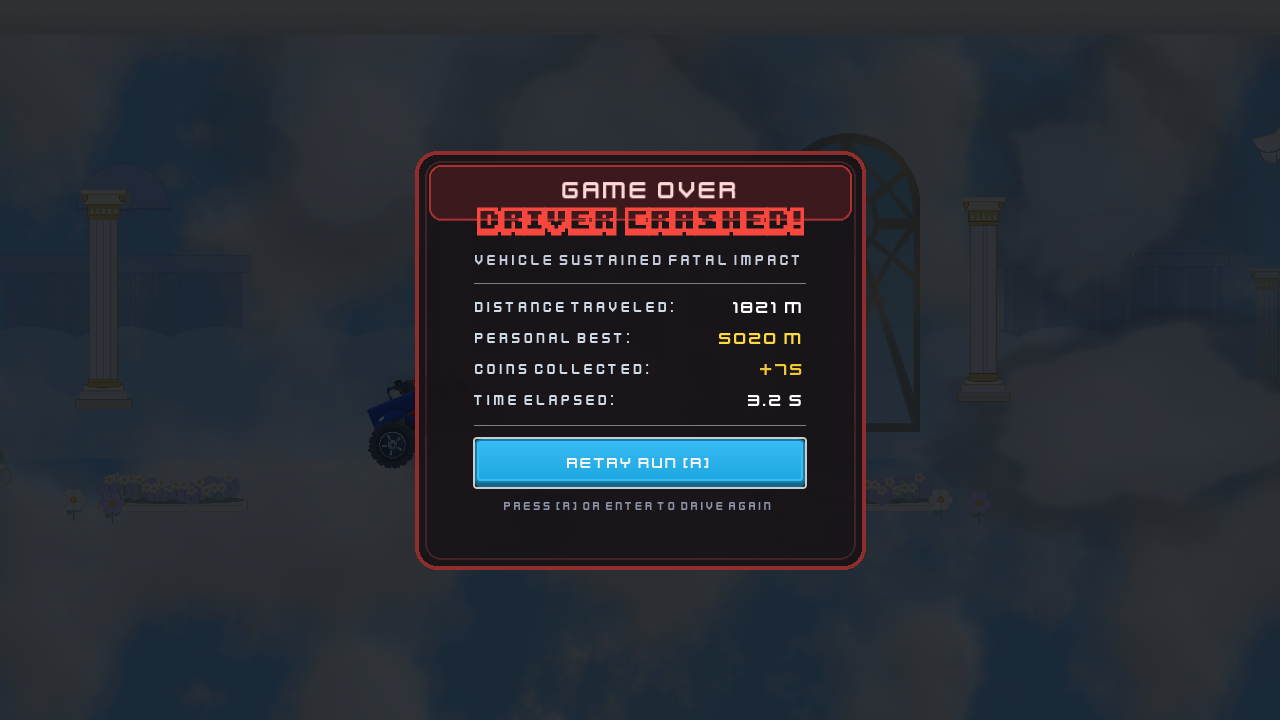 GAME OVER
DRIVER CRASHED!
VEHICLE SUSTAINED FATAL IMPACT
DISTANCE TRAVELED: 1821 M
PERSONAL BEST: 5020 M
COINS COLLECTED: +75
TIME ELAPSED: 3.2 S
RETRY RUN [R]
PRESS [R] OR ENTER TO DRIVE AGAIN